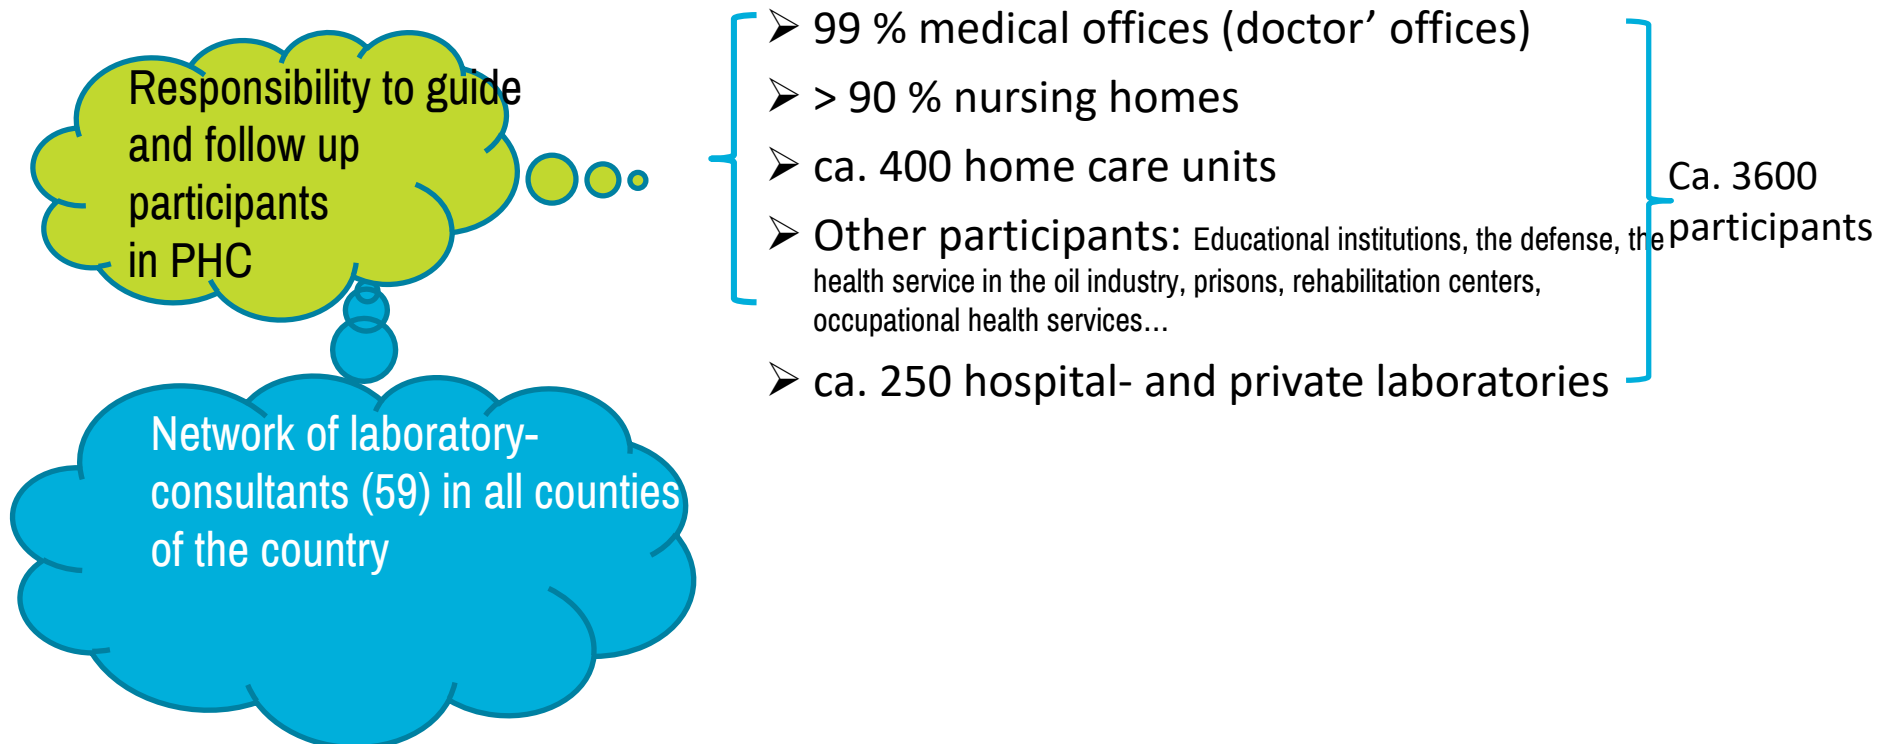 Responsibility to guide
and follow up
participants
in PHC
Network of laboratory-
consultants (59) in all counties
of the country
➢ 99 % medical offices (doctor’ offices)
➢ > 90 % nursing homes
➢ ca. 400 home care units
➢ Other participants: Educational institutions, the defense, the
health service in the oil industry, prisons, rehabilitation centers,
occupational health services…
➢ ca. 250 hospital- and private laboratories
Ca. 3600
participants